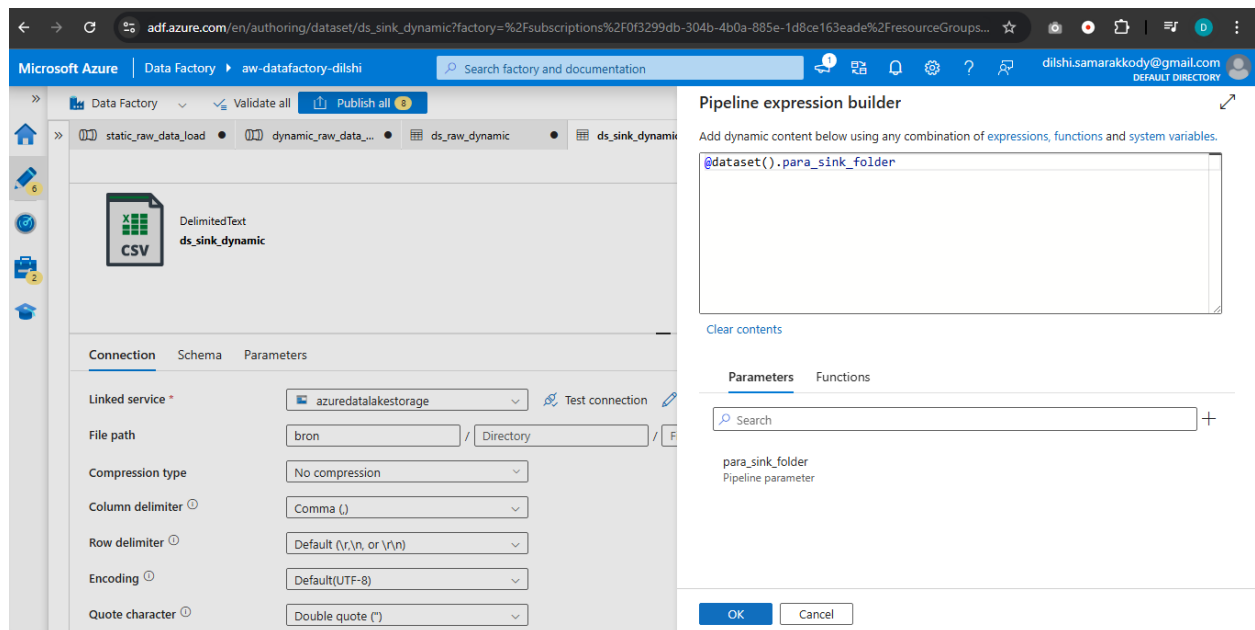 adf.azure.com/en/authoring/dataset/ds_sink_dynamic?factory=%2Fsubscriptions%2F0f3299db-304b-4b0a-885e-1d8ce163eade%2FresourceGroups...
D
Microsoft Azure
Data Factory
aw-datafactory-dilshi
Search factory and documentation
1
dilshi.samarakkody@gmail.com
DEFAULT DIRECTORY
Data Factory
Validate all
Publish all 8
static_raw_data_load
dynamic_raw_data_...
ds_raw_dynamic
ds_sink_dynamic
6
2
DelimitedText
ds_sink_dynamic
X
CSV
Connection
Schema
Parameters
Linked service *
azuredatalakestorage
Test connection
File path
bron / Directory / F
Compression type
No compression
Column delimiter
Comma (,)
Row delimiter
Default (\r,\n, or \r\n)
Encoding
Default(UTF-8)
Quote character
Double quote (")
Pipeline expression builder
Add dynamic content below using any combination of expressions, functions and system variables.
@dataset().para_sink_folder
Clear contents
Parameters
Functions
Search
para_sink_folder
Pipeline parameter
OK
Cancel